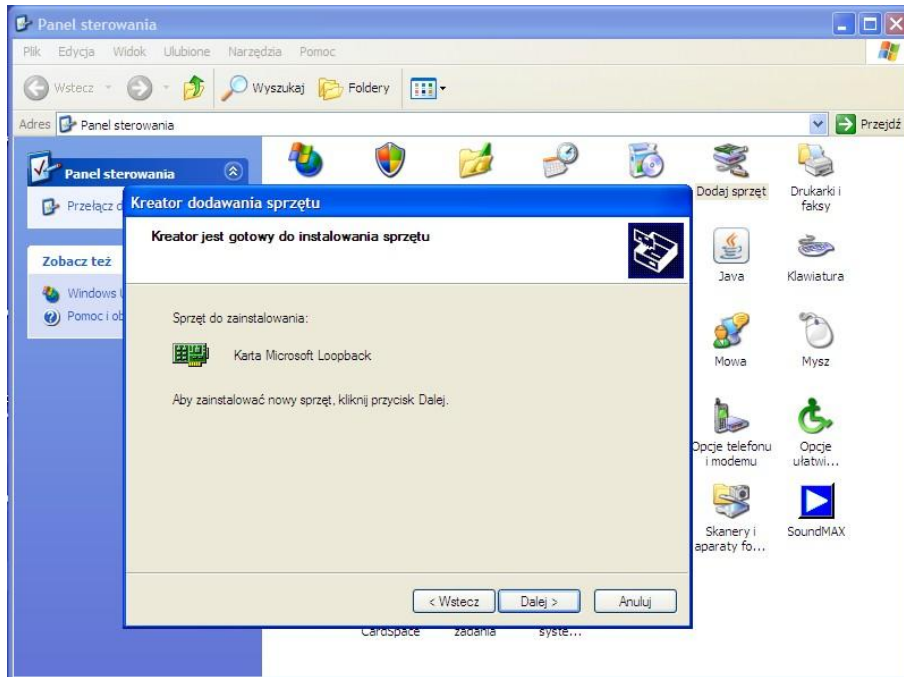 Panel sterowania
Plik Edycja Widok Ulubione Narzędzia Pomoc
Wstecz Wyszukaj Foldery
Adres Panel sterowania Przejdź
Panel sterowania
Przełącz d
Zobacz też
Windows U
Pomoc i ob
Dodaj sprzęt
Drukarki i
faksy
Java
Klawiatura
Mowa
Mysz
Opcje telefonu
i modemu
Opcje
ułatwi...
Skanery i
aparaty fo...
SoundMAX
Kreator dodawania sprzętu
Kreator jest gotowy do instalowania sprzętu
Sprzęt do zainstalowania:
Karta Microsoft Loopback
Aby zainstalować nowy sprzęt, kliknij przycisk Dalej.
< Wstecz Dalej > Anuluj
CardSpace zadania syste...